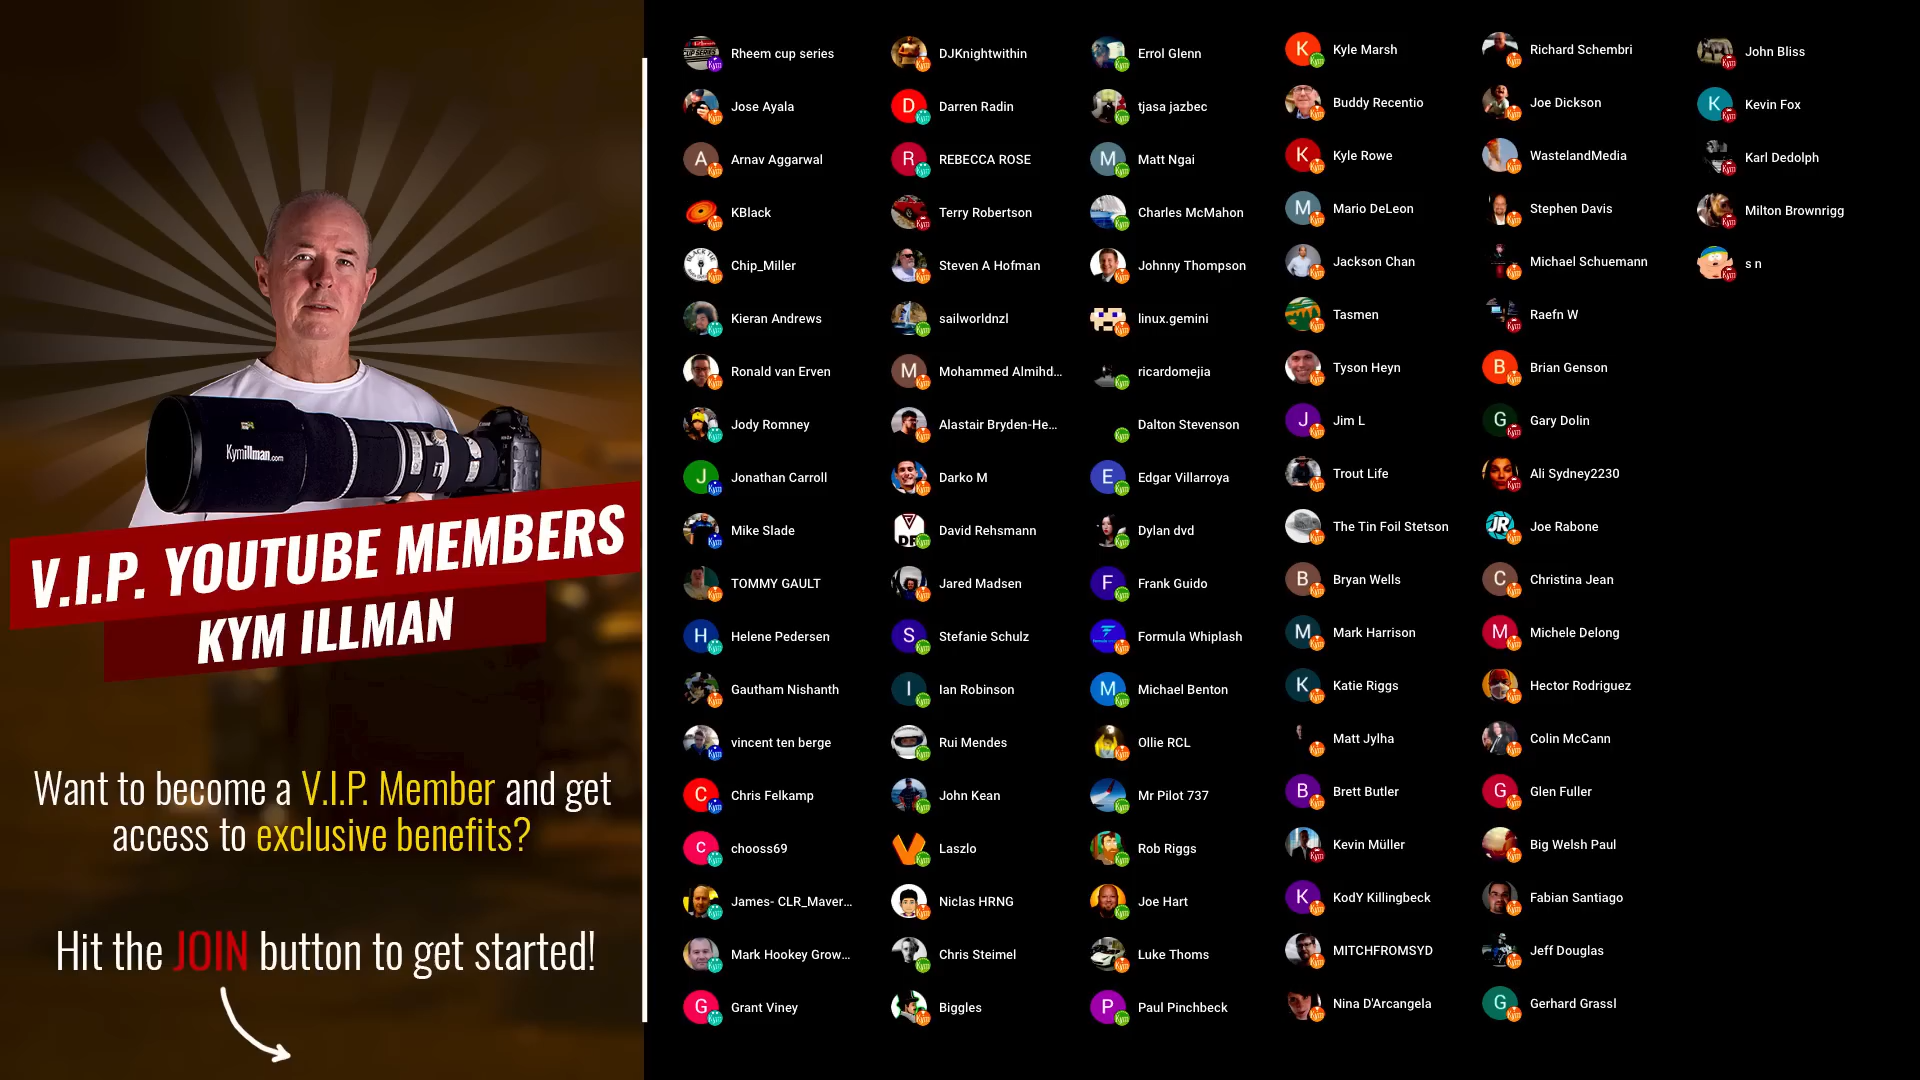 Kymillman.com
V.I.P. YOUTUBE MEMBERS
KYM ILLMAN
Want to become a V.I.P. Member and get
access to exclusive benefits?
Hit the JOIN button to get started!
Rheem cup series
Jose Ayala
Arnav Aggarwal
KBlack
Chip_Miller
Kieran Andrews
Ronald van Erven
Jody Romney
Jonathan Carroll
Mike Slade
TOMMY GAULT
Helene Pedersen
Gautham Nishanth
vincent ten berge
Chris Felkamp
chooss69
James- CLR_Maver...
Mark Hookey Grow...
Grant Viney
DJKnightwithin
Darren Radin
REBECCA ROSE
Terry Robertson
Steven A Hofman
sailworldnzl
Mohammed Almihd...
Alastair Bryden-He...
Darko M
David Rehsmann
Jared Madsen
Stefanie Schulz
Ian Robinson
Rui Mendes
John Kean
Laszlo
Niclas HRNG
Chris Steimel
Biggles
Errol Glenn
tjasa jazbec
Matt Ngai
Charles McMahon
Johnny Thompson
linux.gemini
ricardomejia
Dalton Stevenson
Edgar Villarroya
Dylan dvd
Frank Guido
Formula Whiplash
Michael Benton
Ollie RCL
Mr Pilot 737
Rob Riggs
Joe Hart
Luke Thoms
Paul Pinchbeck
Kyle Marsh
Buddy Recentio
Kyle Rowe
Mario DeLeon
Jackson Chan
Tasmen
Tyson Heyn
Jim L
Trout Life
The Tin Foil Stetson
Bryan Wells
Mark Harrison
Katie Riggs
Matt Jylha
Brett Butler
Kevin Müller
KodY Killingbeck
MITCHFROMSYD
Nina D'Arcangela
Richard Schembri
Joe Dickson
WastelandMedia
Stephen Davis
Michael Schuemann
Raefn W
Brian Genson
Gary Dolin
Ali Sydney2230
Joe Rabone
Christina Jean
Michele Delong
Hector Rodriguez
Colin McCann
Glen Fuller
Big Welsh Paul
Fabian Santiago
Jeff Douglas
Gerhard Grassl
John Bliss
Kevin Fox
Karl Dedolph
Milton Brownrigg
s n